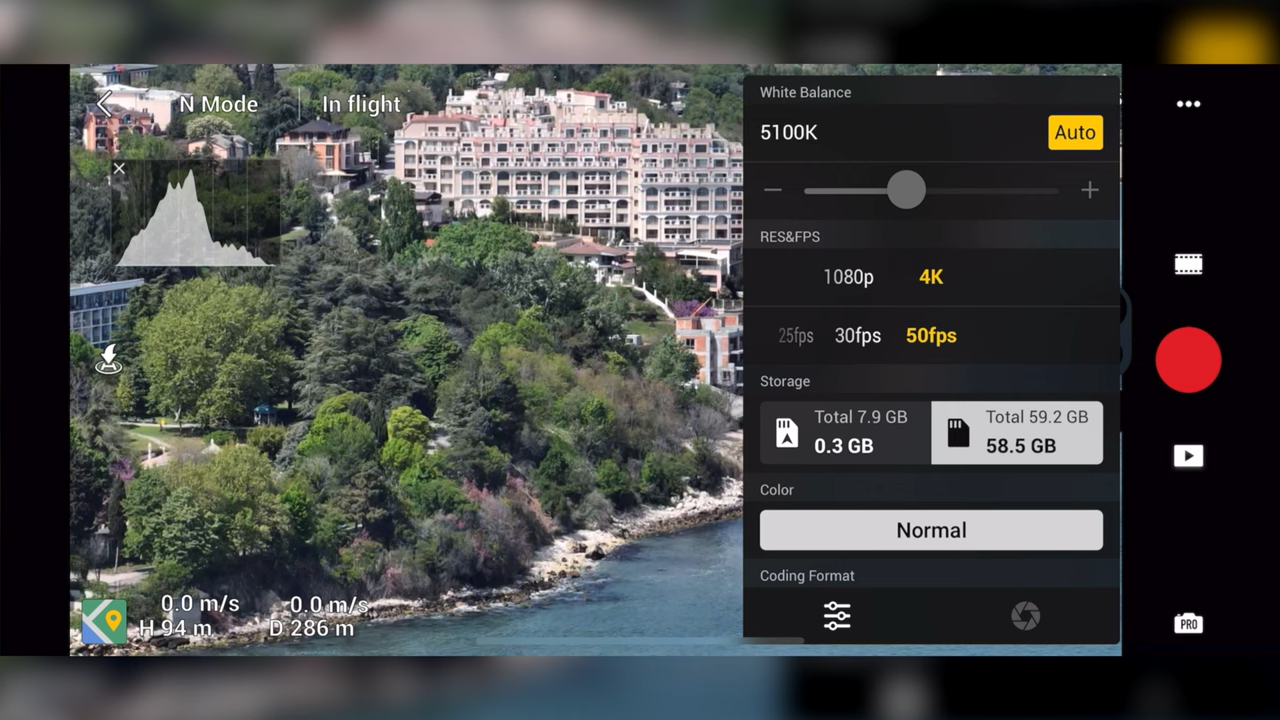 N Mode
In flight
White Balance
5100K
Auto
RES&FPS
1080p 4K
25fps 30fps 50fps
Storage
Total 7.9 GB
0.3 GB
Total 59.2 GB
58.5 GB
Color
Normal
Coding Format
0.0 m/s 0.0 m/s
H 94 m D 286 m
PRO